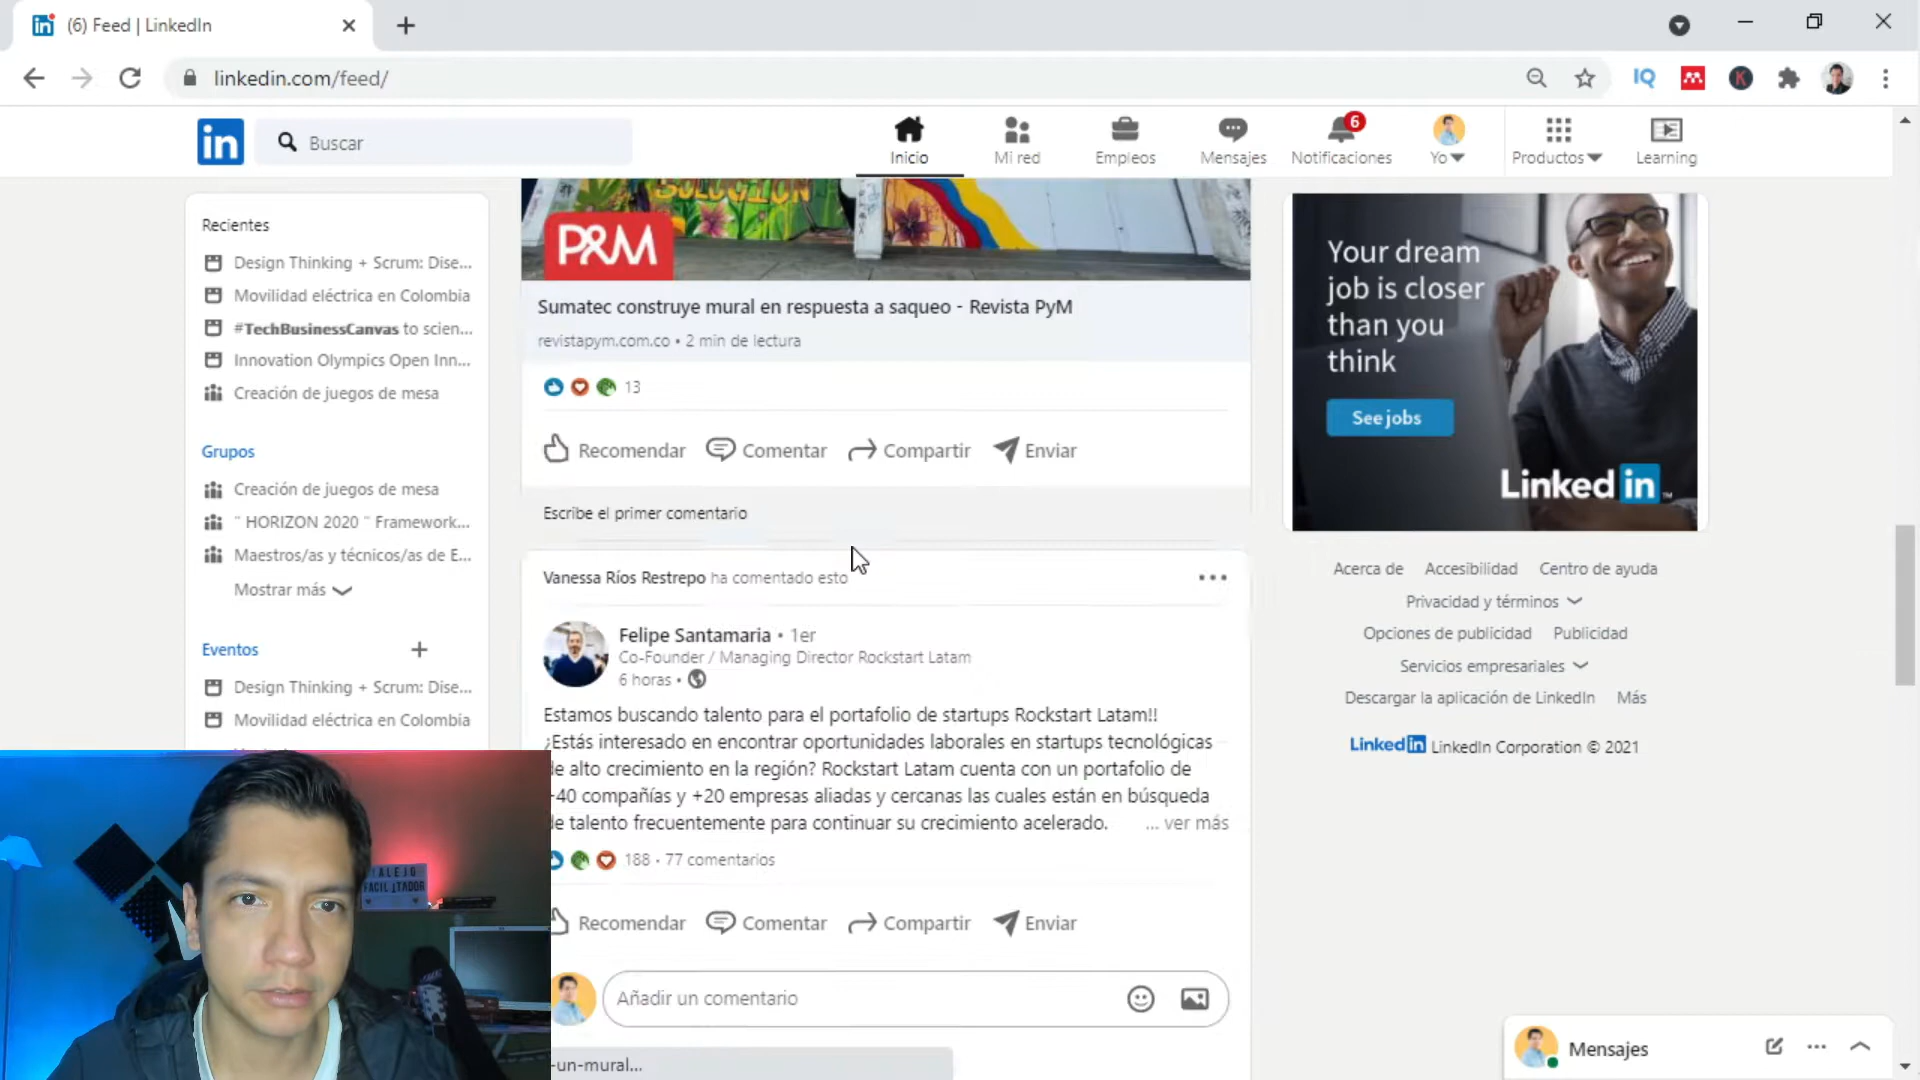 (6) Feed | LinkedIn
linkedin.com/feed/
IQ
K
in
Buscar
Inicio
Mi red
Empleos
Mensajes
6
Notificaciones
Yo
Productos
Learning
Recientes
Design Thinking + Scrum: Dise...
Movilidad eléctrica en Colombia
#TechBusinessCanvas to scien...
Innovation Olympics Open Inn...
Creación de juegos de mesa
Grupos
Creación de juegos de mesa
" HORIZON 2020 " Framework...
Maestros/as y técnicos/as de E...
Mostrar más
Eventos
Design Thinking + Scrum: Dise...
Movilidad eléctrica en Colombia
SOLUCIÓN
P&M
Sumatec construye mural en respuesta a saqueo - Revista PyM
revistapym.com.co • 2 min de lectura
13
Recomendar
Comentar
Compartir
Enviar
Escribe el primer comentario
Vanessa Ríos Restrepo ha comentado esto
Felipe Santamaria • 1er
Co-Founder / Managing Director Rockstart Latam
6 horas •
Estamos buscando talento para el portafolio de startups Rockstart Latam!!
¿Estás interesado en encontrar oportunidades laborales en startups tecnológicas
de alto crecimiento en la región? Rockstart Latam cuenta con un portafolio de
+40 compañías y +20 empresas aliadas y cercanas las cuales están en búsqueda
de talento frecuentemente para continuar su crecimiento acelerado. ... ver más
188 · 77 comentarios
Recomendar
Comentar
Compartir
Enviar
Añadir un comentario
-un-mural...
Your dream
job is closer
than you
think
See jobs
Linked in
Acerca de
Accesibilidad
Centro de ayuda
Privacidad y términos
Opciones de publicidad
Publicidad
Servicios empresariales
Descargar la aplicación de LinkedIn
Más
Linked in LinkedIn Corporation © 2021
Mensajes
ALEJO
FACILITADOR